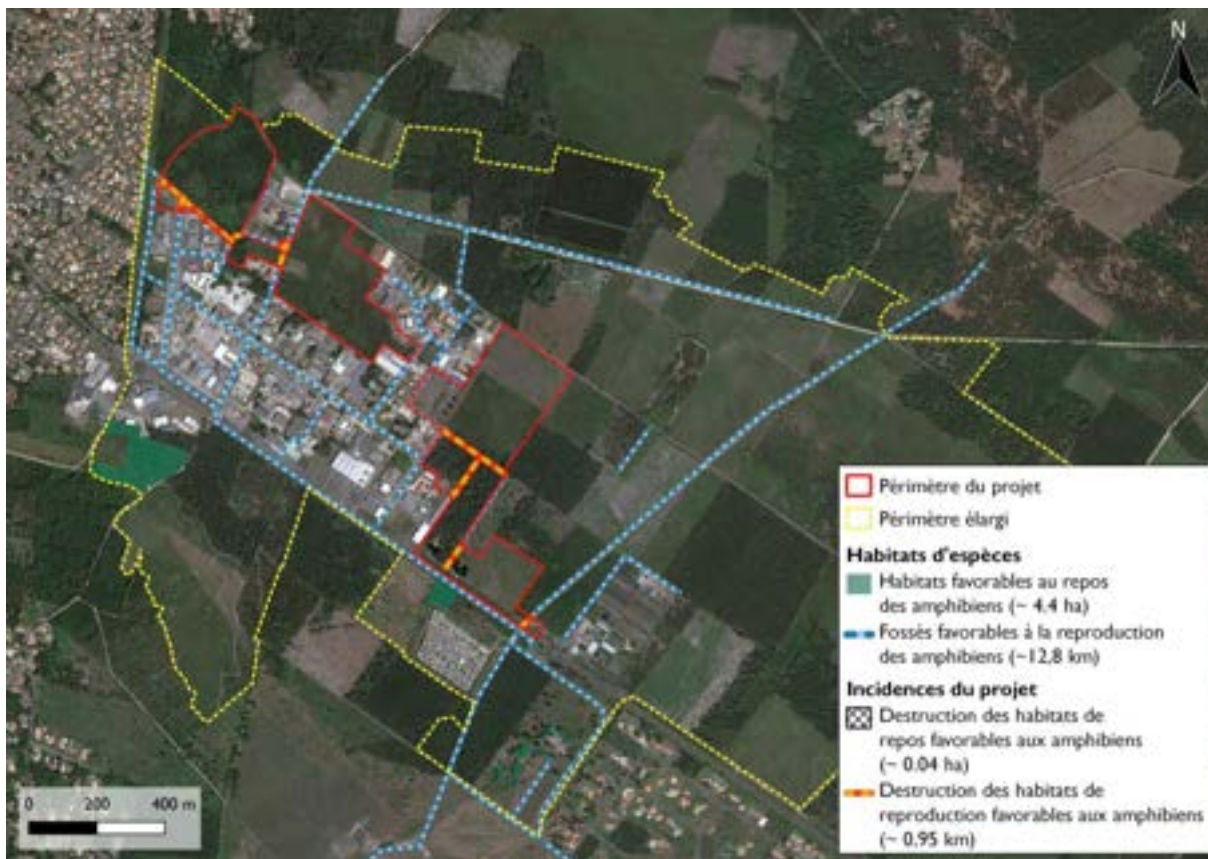 N
Périmètre du projet
Périmètre élargi
Habitats d'espèces
Habitats favorables au repos
des amphibiens (~ 4.4 ha)
Fossés favorables à la reproduction
des amphibiens (~12,8 km)
Incidences du projet
Destruction des habitats de
repos favorables aux amphibiens
(~ 0.04 ha)
Destruction des habitats de
reproduction favorables aux amphibiens
(~ 0.95 km)
0 200 400 m